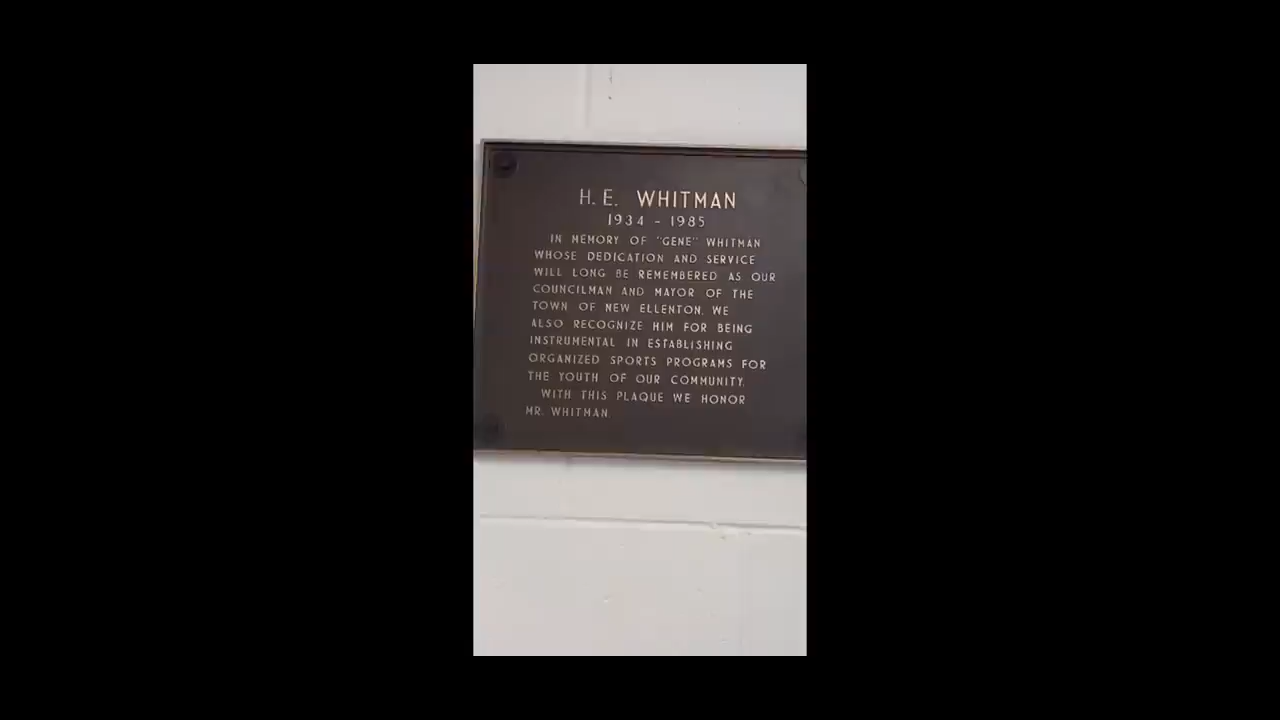 H. E. WHITMAN
1934 - 1985
IN MEMORY OF "GENE" WHITMAN
WHOSE DEDICATION AND SERVICE
WILL LONG BE REMEMBERED AS OUR
COUNCILMAN AND MAYOR OF THE
TOWN OF NEW ELLENTON, WE
ALSO RECOGNIZE HIM FOR BEING
INSTRUMENTAL IN ESTABLISHING
ORGANIZED SPORTS PROGRAMS FOR
THE YOUTH OF OUR COMMUNITY.
WITH THIS PLAQUE WE HONOR
MR. WHITMAN